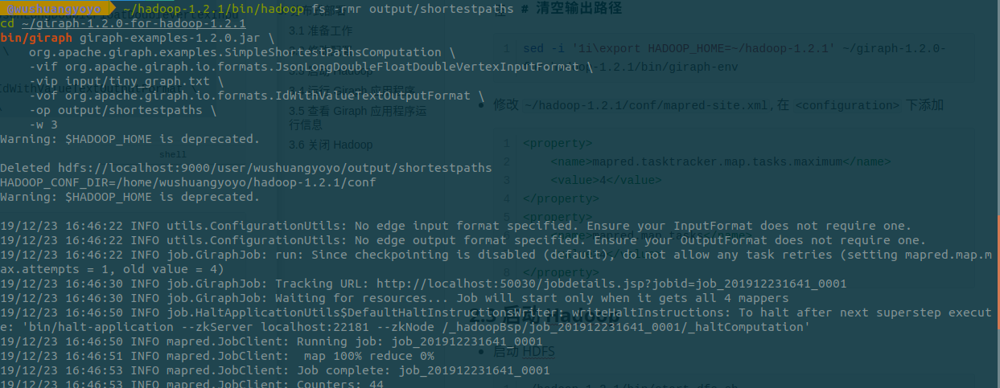 @wushuangyoyo ~/hadoop-1.2.1/bin/hadoop fs -rmr output/shortestpaths
cd ~/giraph-1.2.0-for-hadoop-1.2.1
bin/giraph giraph-examples-1.2.0.jar \
org.apache.giraph.examples.SimpleShortestPathsComputation \
-vif org.apache.giraph.io.formats.JsonLongDoubleFloatDoubleVertexInputFormat \
-vip input/tiny_graph.txt \
-vof org.apache.giraph.io.formats.IdWithValueTextOutputFormat \
-op output/shortestpaths \
-w 3
Warning: $HADOOP_HOME is deprecated.
Deleted hdfs://localhost:9000/user/wushuangyoyo/output/shortestpaths
HADOOP_CONF_DIR=/home/wushuangyoyo/hadoop-1.2.1/conf
Warning: $HADOOP_HOME is deprecated.
19/12/23 16:46:22 INFO utils.ConfigurationUtils: No edge input format specified. Ensure your InputFormat does not require one.
19/12/23 16:46:22 INFO utils.ConfigurationUtils: No edge output format specified. Ensure your OutputFormat does not require one.
19/12/23 16:46:22 INFO job.GiraphJob: run: Since checkpointing is disabled (default), do not allow any task retries (setting mapred.map.m
ax.attempts = 1, old value = 4)
19/12/23 16:46:30 INFO job.GiraphJob: Tracking URL: http://localhost:50030/jobdetails.jsp?jobid=job_201912231641_0001
19/12/23 16:46:30 INFO job.GiraphJob: Waiting for resources... Job will start only when it gets all 4 mappers
19/12/23 16:46:50 INFO job.HaltApplicationUtils$DefaultHaltInstructionsWriter: writeHaltInstructions: To halt after next superstep execut
e: 'bin/halt-application --zkServer localhost:22181 --zkNode /_hadoopBsp/job_201912231641_0001/_haltComputation'
19/12/23 16:46:50 INFO mapred.JobClient: Running job: job_201912231641_0001
19/12/23 16:46:51 INFO mapred.JobClient:  map 100% reduce 0%
19/12/23 16:46:53 INFO mapred.JobClient: Job complete: job_201912231641_0001
19/12/23 16:46:53 INFO mapred.JobClient: Counters: 44
3.1 准备工作
3.5 查看 Giraph 应用程序运
行信息
3.6 关闭 Hadoop
shell
# 清空输出路径
sed -i '1i\export HADOOP_HOME=~/hadoop-1.2.1' ~/giraph-1.2.0-
修改 ~/hadoop-1.2.1/conf/mapred-site.xml,在 <configuration> 下添加
1 <property>
2 <name>mapred.tasktracker.map.tasks.maximum</name>
3 <value>4</value>
4 </property>
5 <property>
8 </property>
2.3 启动 Hadoop
启动 HDFS